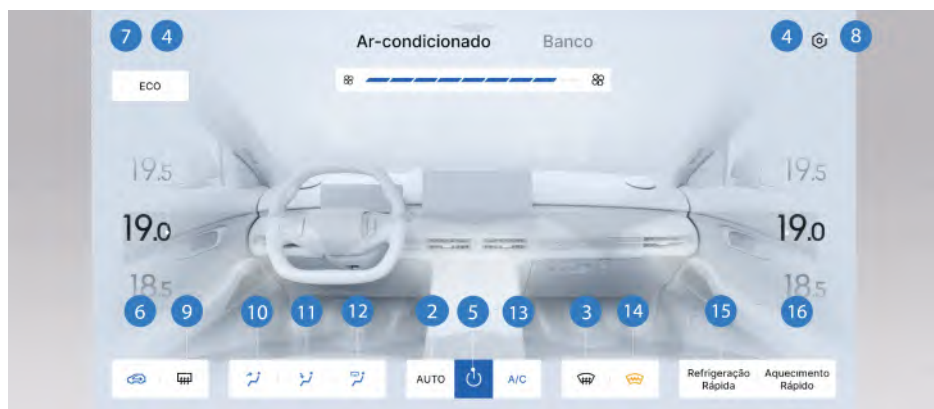 7 4 Ar-condicionado Banco 4 8
ECO
19.5 19.5
19.0 19.0
18.5 18.5
6 9 10 11 12 2 5 13 3 14 15 16
AUTO A/C Refrigeração Aquecimento
Rápida Rápido